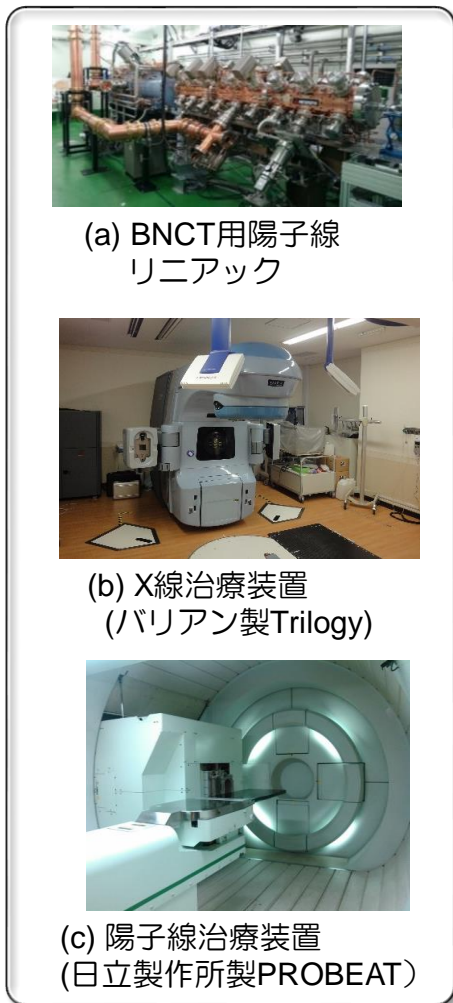 (a) BNCT用陽子線
リニアック
(b) X線治療装置
(バリアン製Trilogy)
(c) 陽子線治療装置
(日立製作所製PROBEAT）